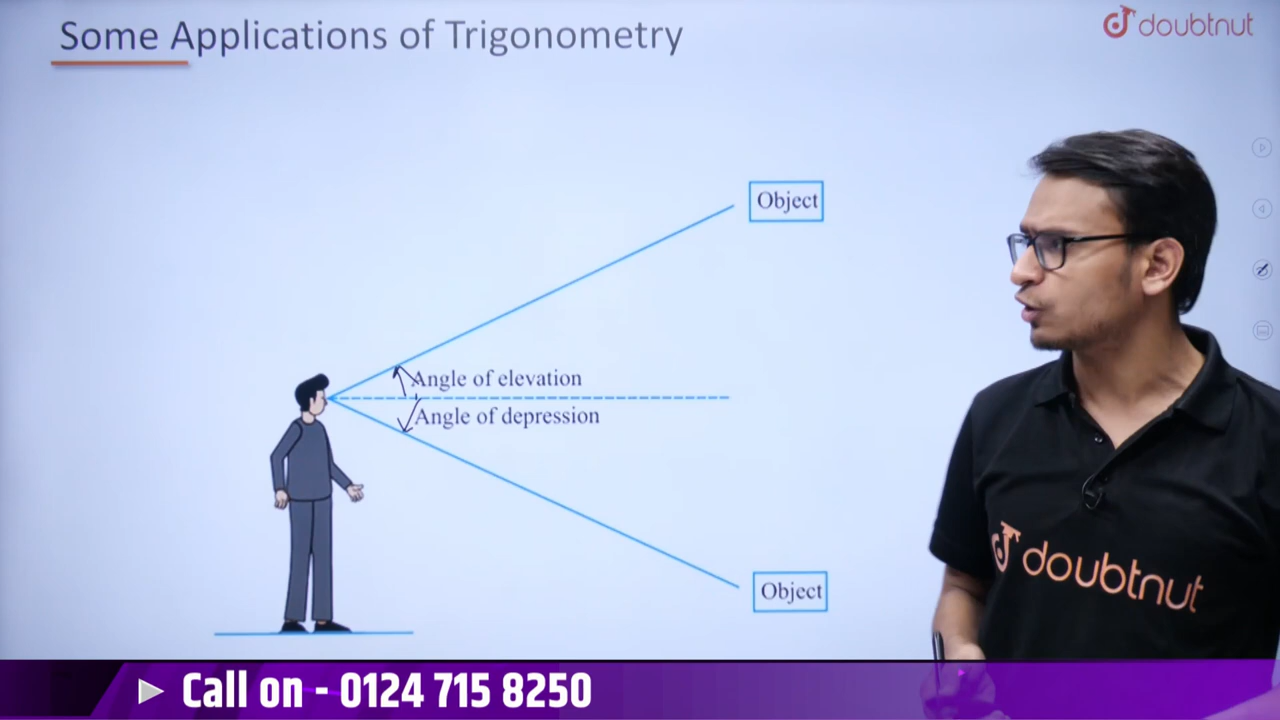 Some Applications of Trigonometry
doubtnut
Object
Angle of elevation
Angle of depression
Object
doubtnut
Call on - 0124 715 8250